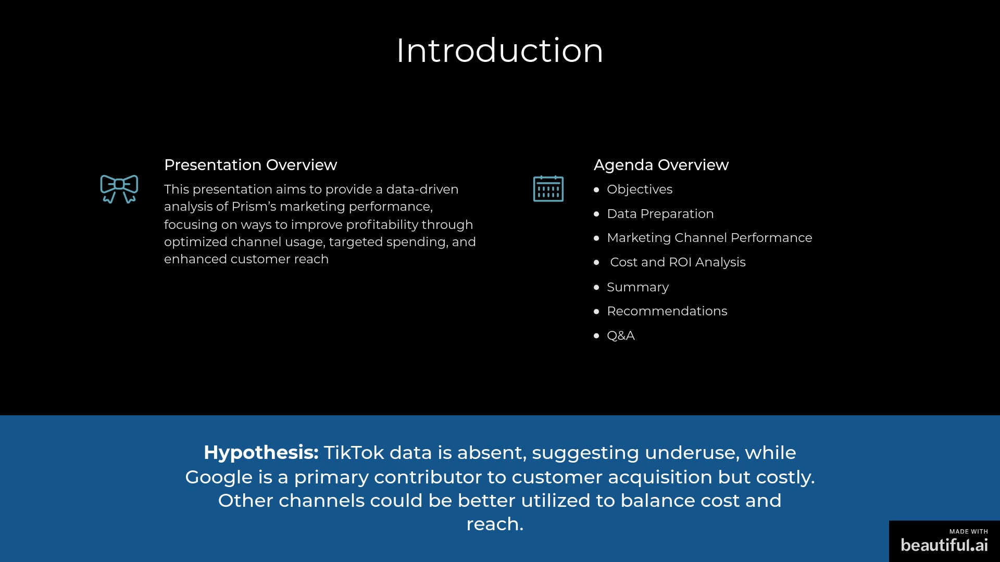 Introduction
Presentation Overview
This presentation aims to provide a data-driven
analysis of Prism’s marketing performance,
focusing on ways to improve profitability through
optimized channel usage, targeted spending, and
enhanced customer reach
Agenda Overview
• Objectives
• Data Preparation
• Marketing Channel Performance
• Cost and ROI Analysis
• Summary
• Recommendations
• Q&A
Hypothesis: TikTok data is absent, suggesting underuse, while
Google is a primary contributor to customer acquisition but costly.
Other channels could be better utilized to balance cost and
reach.
MADE WITH
beautiful.ai